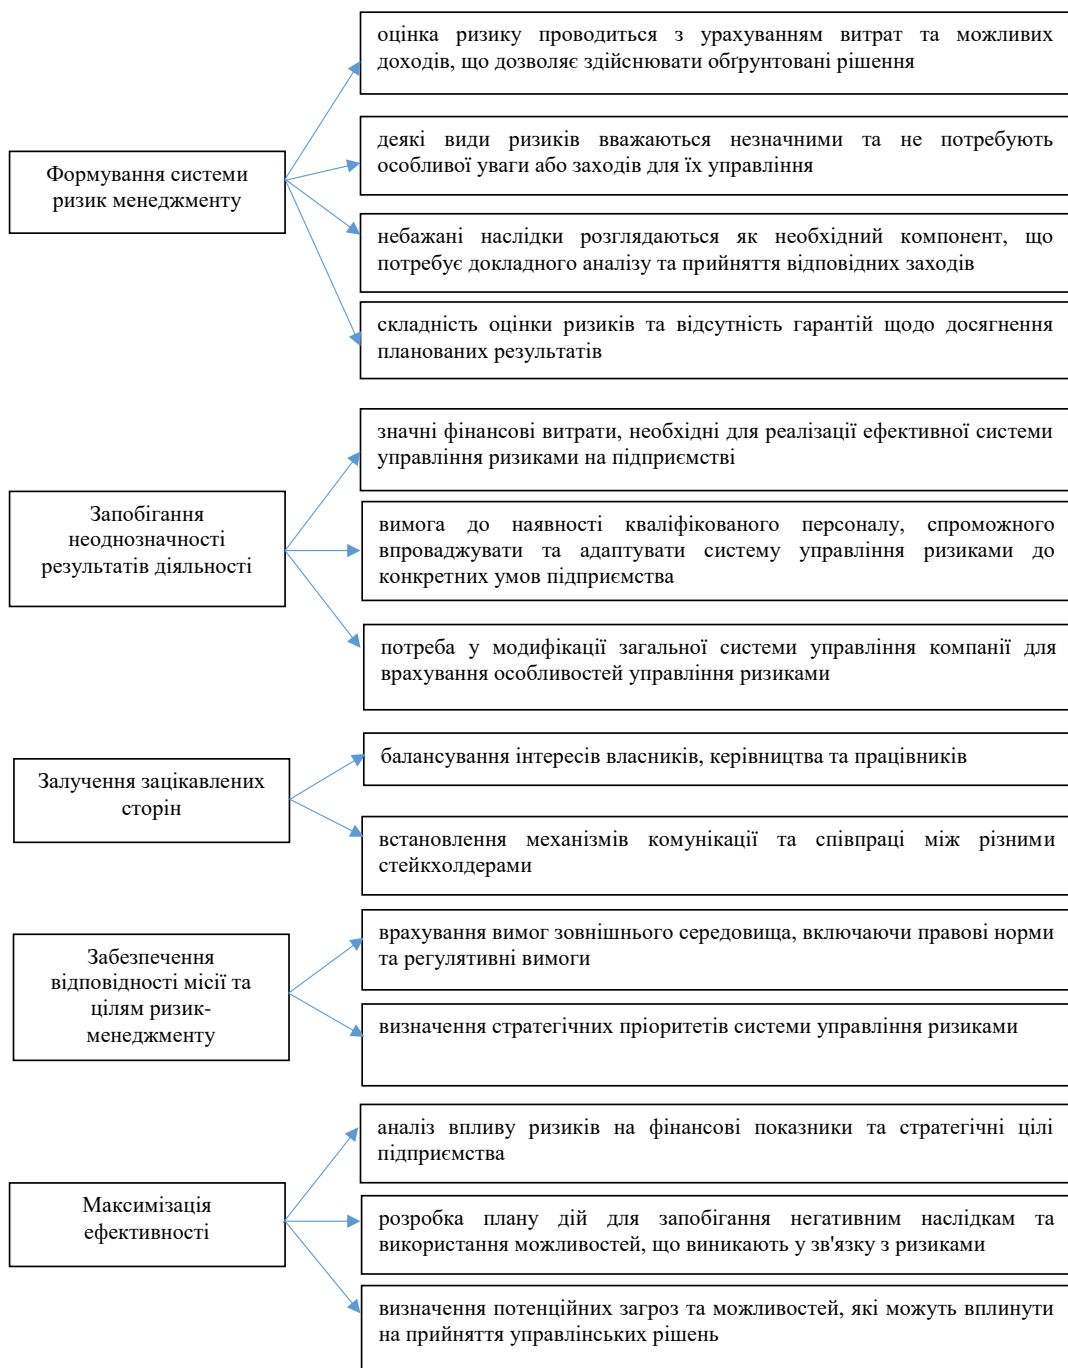 Формування системи
ризик менеджменту
оцінка ризику проводиться з урахуванням витрат та можливих
доходів, що дозволяє здійснювати обґрунтовані рішення
деякі види ризиків вважаються незначними та не потребують
особливої уваги або заходів для їх управління
небажані наслідки розглядаються як необхідний компонент, що
потребує докладного аналізу та прийняття відповідних заходів
складність оцінки ризиків та відсутність гарантій щодо досягнення
планованих результатів
Запобігання
неоднозначності
результатів діяльності
значні фінансові витрати, необхідні для реалізації ефективної системи
управління ризиками на підприємстві
вимога до наявності кваліфікованого персоналу, спроможного
впроваджувати та адаптувати систему управління ризиками до
конкретних умов підприємства
потреба у модифікації загальної системи управління компанії для
врахування особливостей управління ризиками
Залучення зацікавлених
сторін
балансування інтересів власників, керівництва та працівників
встановлення механізмів комунікації та співпраці між різними
стейкхолдерами
Забезпечення
відповідності місії та
цілям ризик-
менеджменту
врахування вимог зовнішнього середовища, включаючи правові норми
та регулятивні вимоги
визначення стратегічних пріоритетів системи управління ризиками
Максимізація
ефективності
аналіз впливу ризиків на фінансові показники та стратегічні цілі
підприємства
розробка плану дій для запобігання негативним наслідкам та
використання можливостей, що виникають у зв'язку з ризиками
визначення потенційних загроз та можливостей, які можуть вплинути
на прийняття управлінських рішень